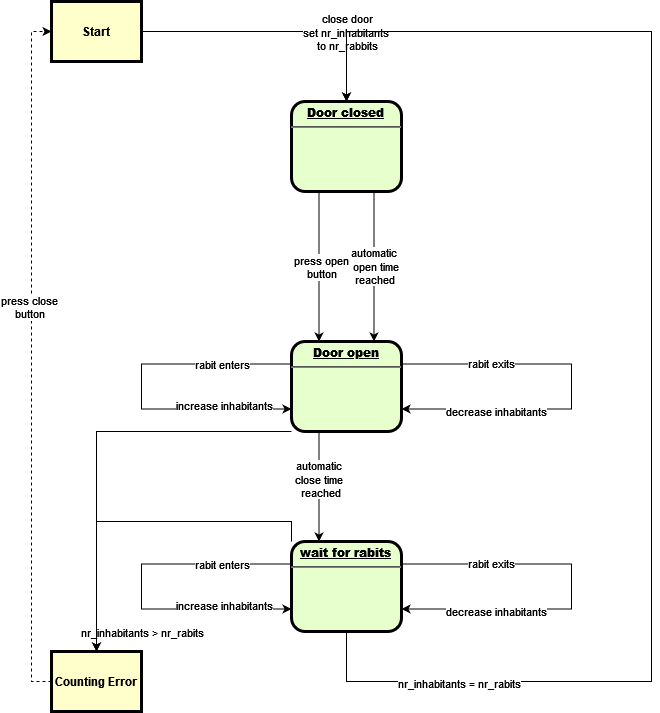 close door
Start
set nr_inhabitants
to nr_rabbits
Door closed
press open
button
automatic
open time
reached
press close
button
Door open
rabit enters
rabit exits
increase inhabitants
decrease inhabitants
automatic
close time
reached
wait for rabits
rabit enters
rabit exits
increase inhabitants
decrease inhabitants
nr_inhabitants > nr_rabits
Counting Error
nr_inhabitants = nr_rabits